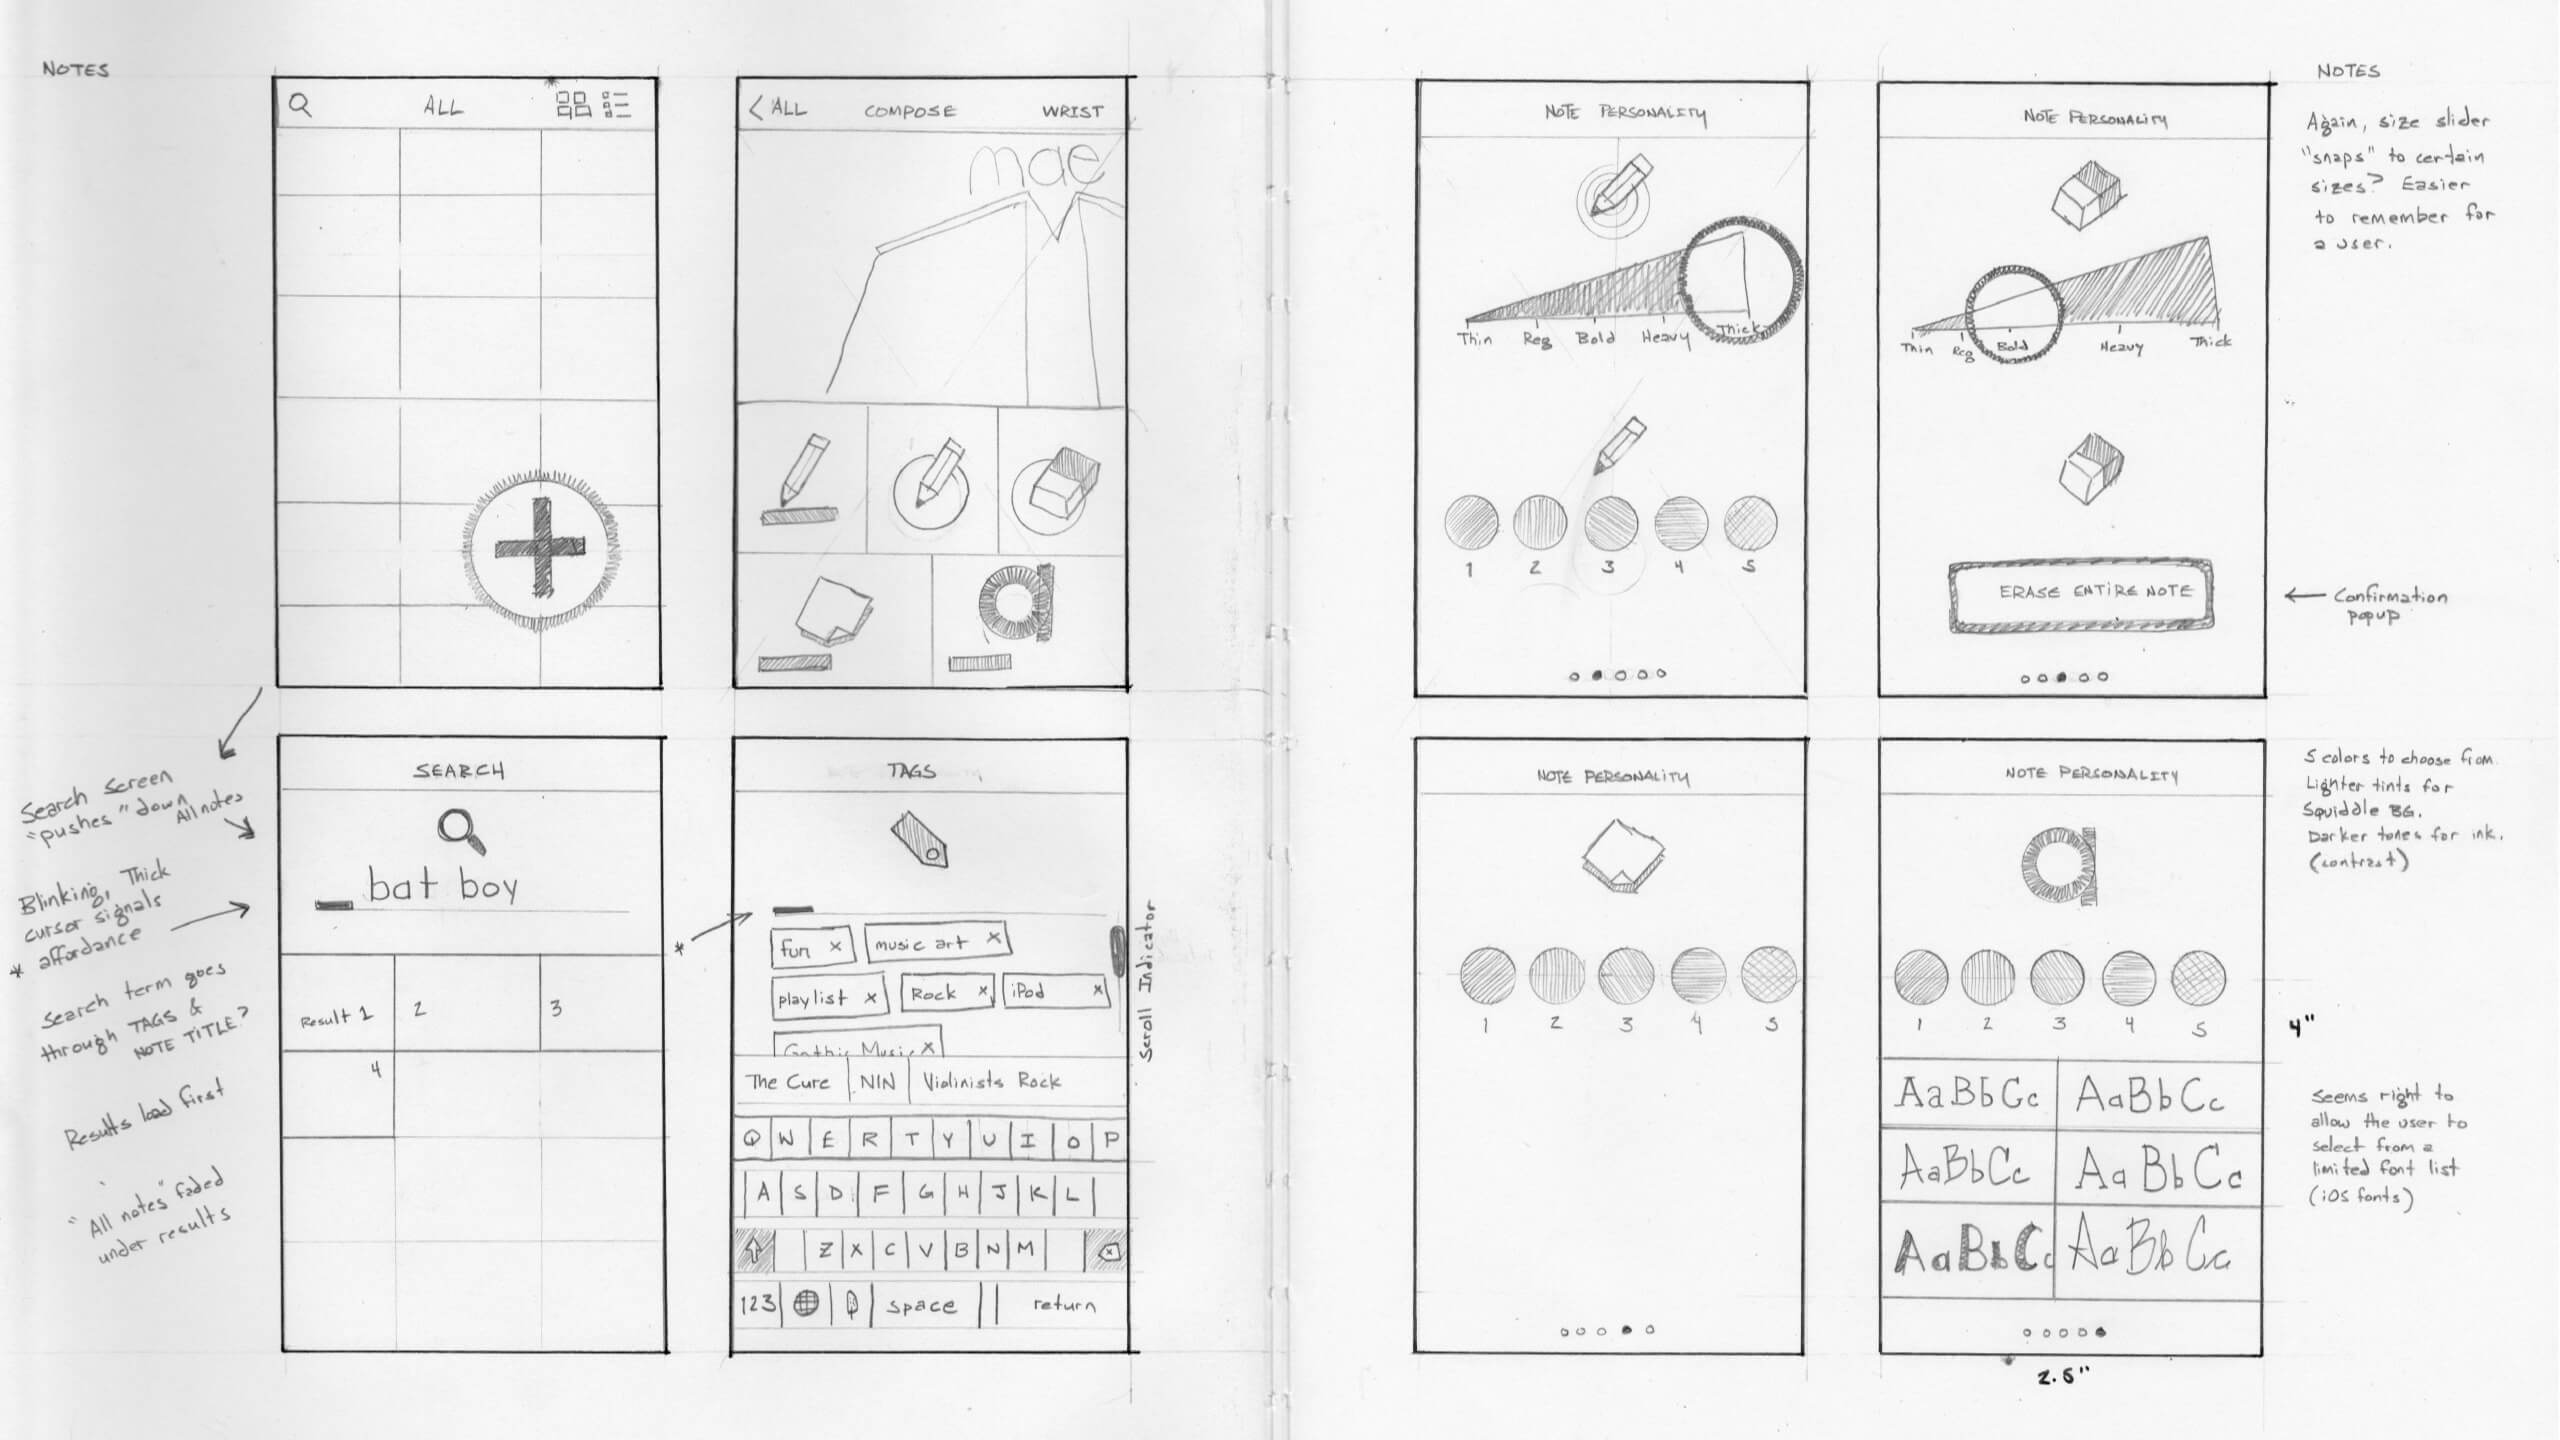 NOTES
ALL
< ALL COMPOSE WRIST
mae
Search screen
"pushes" down
All notes
Blinking, Thick
cursor signals
* affordance
Search term goes
through TAGS &
NOTE TITLE?
Results load first
"All notes" faded
under results
SEARCH
bat boy
Result 1 2 3
4
TAGS
*
fun x music art x
playlist x Rock x iPod x
Gothic Music x
Scroll Indicator
The Cure NIN Violinists Rock
Q W E R T Y U I O P
A S D F G H J K L
Z X C V B N M
123 space return
NOTE PERSONALITY
Thin Reg Bold Heavy Thick
1 2 3 4 5
NOTE PERSONALITY
Thin Reg Bold Heavy Thick
ERASE ENTIRE NOTE
NOTES
Again, size slider
"snaps" to certain
sizes? Easier
to remember for
a user.
← Confirmation
popup
NOTE PERSONALITY
1 2 3 4 5
NOTE PERSONALITY
1 2 3 4 5
AaBbCc AaBbCc
AaBbCc AaBbCc
AaBbCc AaBbCc
5 colors to choose from.
Lighter tints for
Squiddle BG.
Darker tones for ink.
(contrast)
4"
Seems right to
allow the user to
select from a
limited font list
(iOS fonts)
2.5"